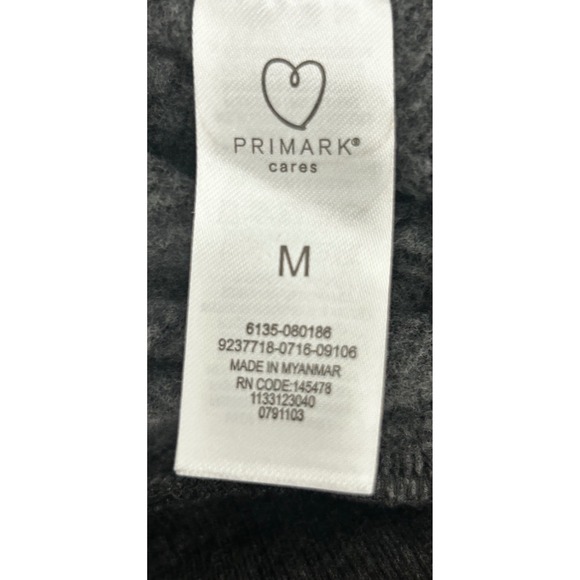 PRIMARK®
cares
M
6135-080186
9237718-0716-09106
MADE IN MYANMAR
RN CODE:145478
1133123040
0791103